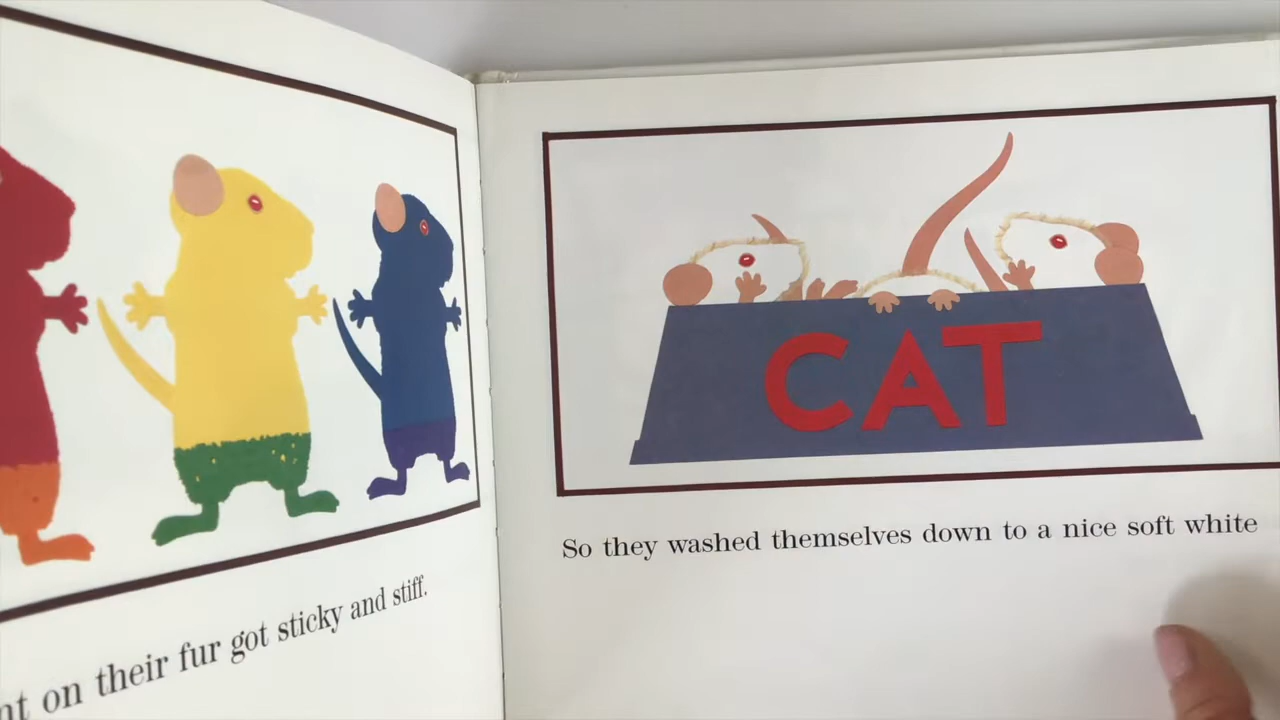 on their fur got sticky and stiff.
CAT
So they washed themselves down to a nice soft white